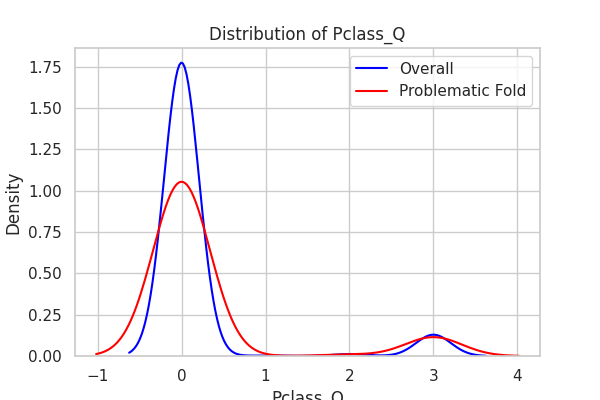 Distribution of Pclass_Q
Overall
Problematic Fold
Density
1.75
1.50
1.25
1.00
0.75
0.50
0.25
0.00
−1
0
1
2
3
4
Pclass_Q